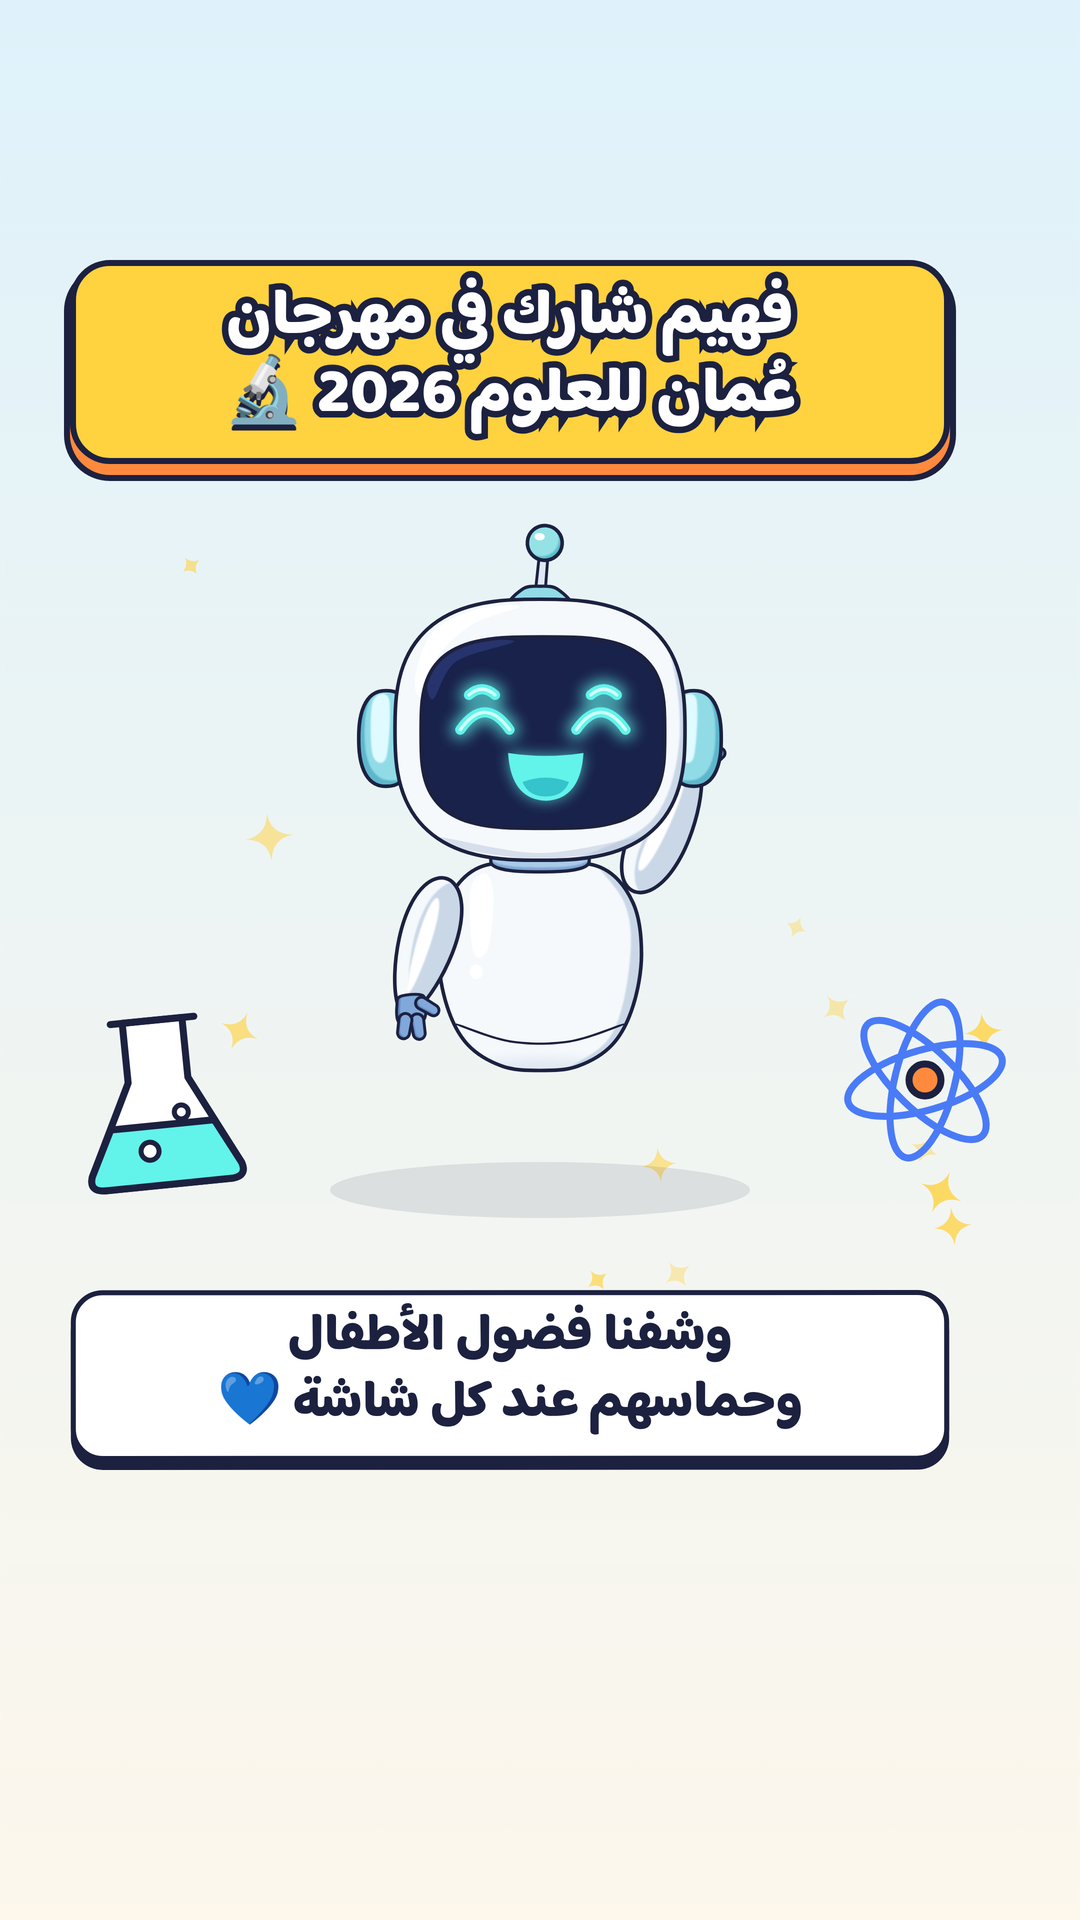 فهيم شارك في مهرجان
عُمان للعلوم 2026 🔬
وشفنا فضول الأطفال
وحماسهم عند كل شاشة 💙